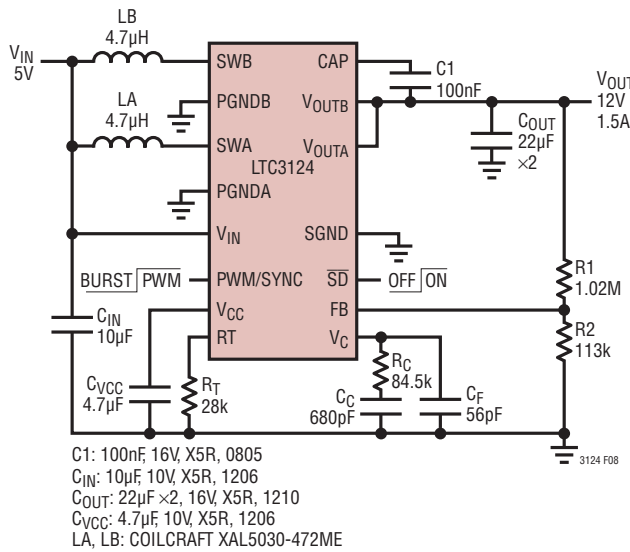 LB
4.7µH
VIN
5V
LA
4.7µH
SWB
CAP
C1
100nF
PGNDB
VOUTB
VOUT
12V
1.5A
SWA
VOUTA
COUT
22µF
×2
LTC3124
PGNDA
VIN
SGND
BURST PWM
PWM/SYNC
SD
OFF ON
R1
1.02M
VCC
FB
CIN
10µF
RT
VC
R2
113k
CVCC
4.7µF
RT
28k
RC
84.5k
CC
680pF
CF
56pF
3124 F08
C1: 100nF, 16V, X5R, 0805
CIN: 10µF, 10V, X5R, 1206
COUT: 22µF ×2, 16V, X5R, 1210
CVCC: 4.7µF, 10V, X5R, 1206
LA, LB: COILCRAFT XAL5030-472ME